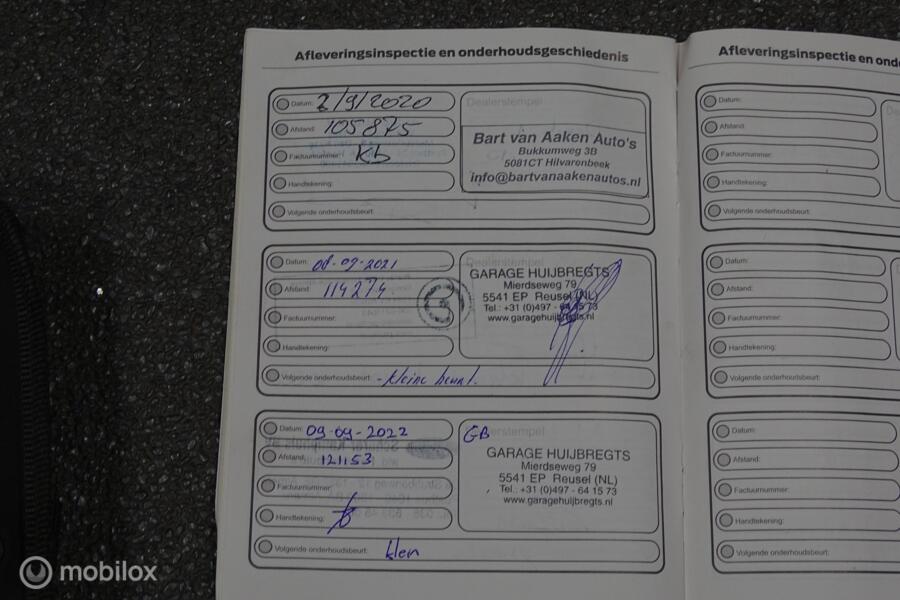 Afleveringsinspectie en onderhoudsgeschiedenis
Datum: 2/9/2020
Afstand: 105875
Factuurnummer: Kb
Handtekening:
Volgende onderhoudsbeurt:
Dealerstempel
Bart van Aaken Auto's
Bukkumweg 3B
5081CT Hilvarenbeek
info@bartvanaakenautos.nl
Datum: 08-09-2021
Afstand: 114274
Factuurnummer:
Handtekening:
Volgende onderhoudsbeurt: -kleine beurt.
Dealerstempel
GARAGE HUIJBREGTS
Mierdseweg 79
5541 EP Reusel (NL)
Tel.: +31 (0)497 - 64 15 73
www.garagehuijbregts.nl
Datum: 09-09-2022
Afstand: 121153
Factuurnummer:
Handtekening:
Volgende onderhoudsbeurt: klein
GB
Dealerstempel
GARAGE HUIJBREGTS
Mierdseweg 79
5541 EP Reusel (NL)
Tel.: +31 (0)497 - 64 15 73
www.garagehuijbregts.nl
Afleveringsinspectie en ond
Datum:
Afstand:
Factuurnummer:
Handtekening:
Volgende onderhoudsbeurt:
Datum:
Afstand:
Factuurnummer:
Handtekening:
Volgende onderhoudsbeurt:
Datum:
Afstand:
Factuurnummer:
Handtekening:
Volgende onderhoudsbeurt:
mobilox